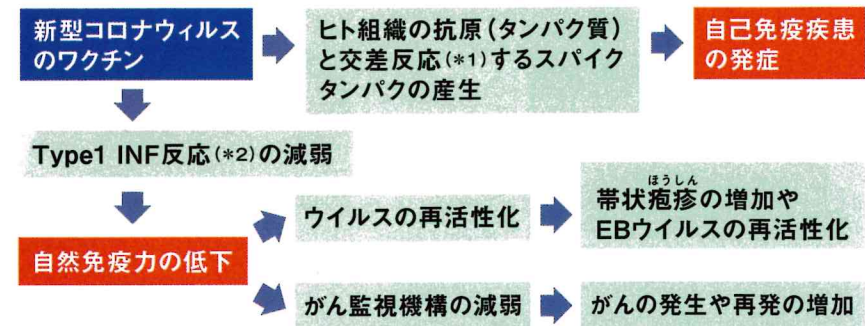 新型コロナウィルス
のワクチン
ヒト組織の抗原(タンパク質)
と交差反応(*1)するスパイク
タンパクの産生
自己免疫疾患
の発症
Type1 INF反応(*2)の減弱
自然免疫力の低下
ウイルスの再活性化
ほうしん
帯状疱疹の増加や
EBウイルスの再活性化
がん監視機構の減弱
がんの発生や再発の増加